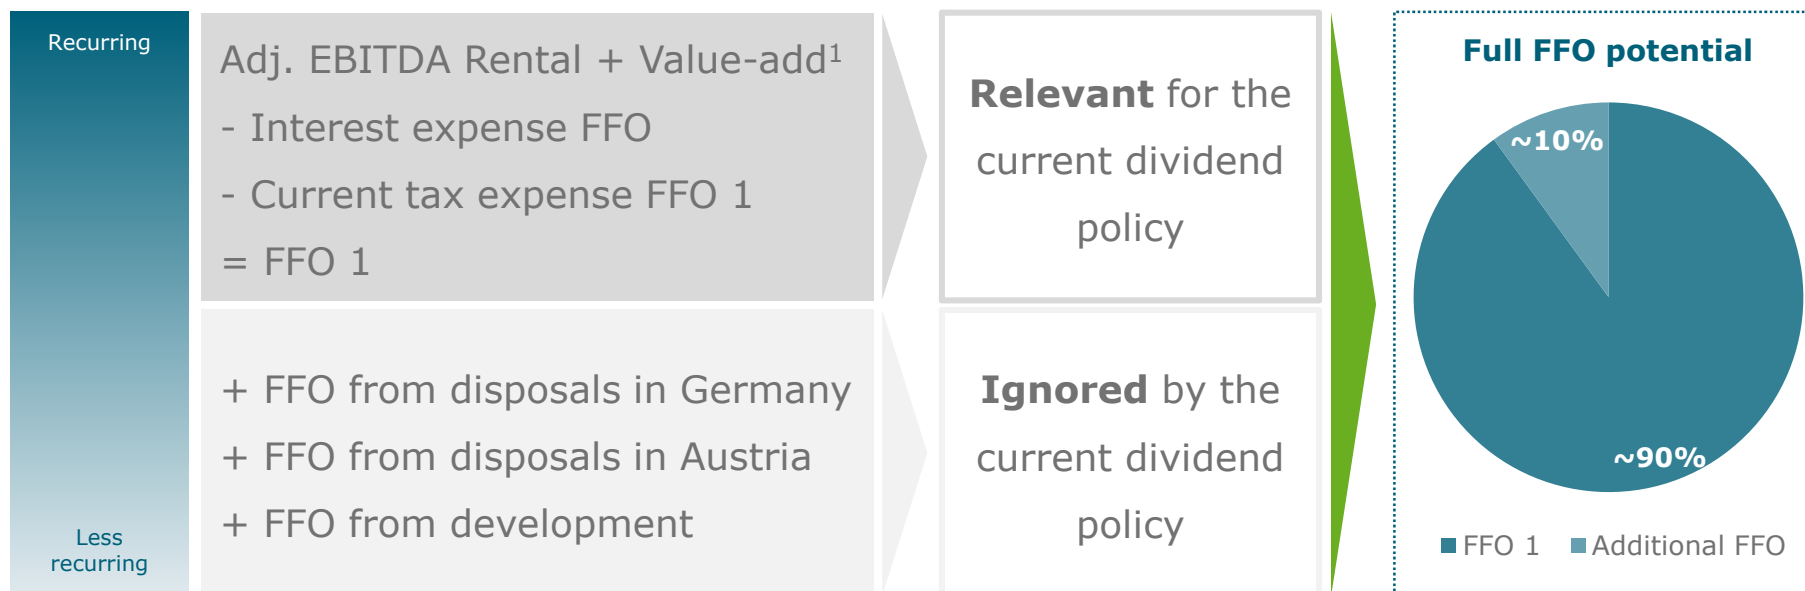 Recurring
Adj. EBITDA Rental + Value-add¹
- Interest expense FFO
- Current tax expense FFO 1
= FFO 1
Relevant for the
current dividend
policy
+ FFO from disposals in Germany
+ FFO from disposals in Austria
+ FFO from development
Less
recurring
Ignored by the
current dividend
policy
Full FFO potential
~10%
~90%
FFO 1 Additional FFO